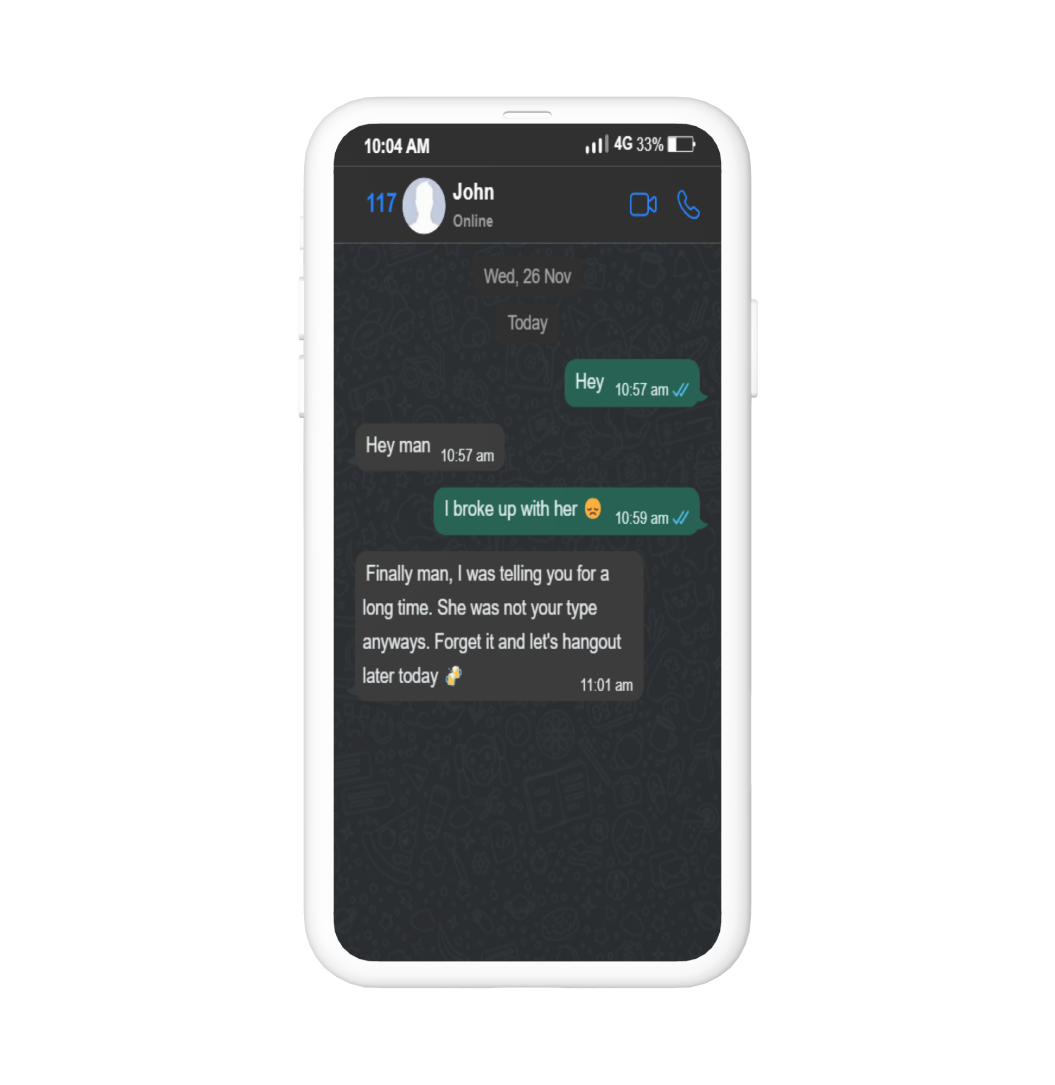 10:04 AM 4G 33%
117 John
Online
Wed, 26 Nov
Today
Hey 10:57 am
Hey man 10:57 am
I broke up with her 😞 10:59 am
Finally man, I was telling you for a
long time. She was not your type
anyways. Forget it and let's hangout
later today 🍻 11:01 am